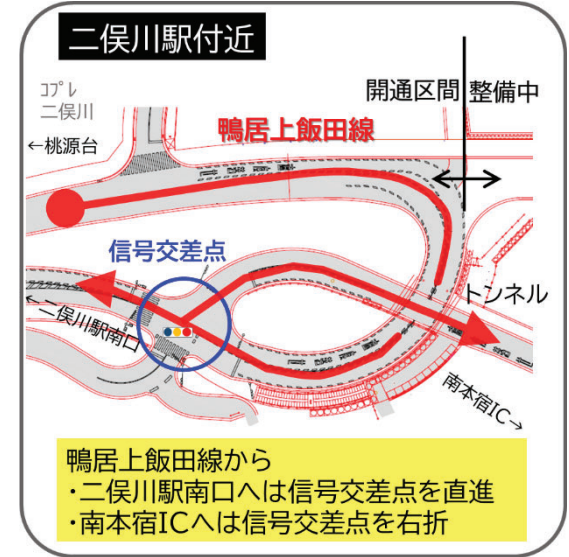 二俣川駅付近
コプレ
二俣川
開通区間 整備中
鴨居上飯田線
←桃源台
信号交差点
トンネル
←二俣川駅南口
南本宿IC→
鴨居上飯田線から
・二俣川駅南口へは信号交差点を直進
・南本宿ICへは信号交差点を右折